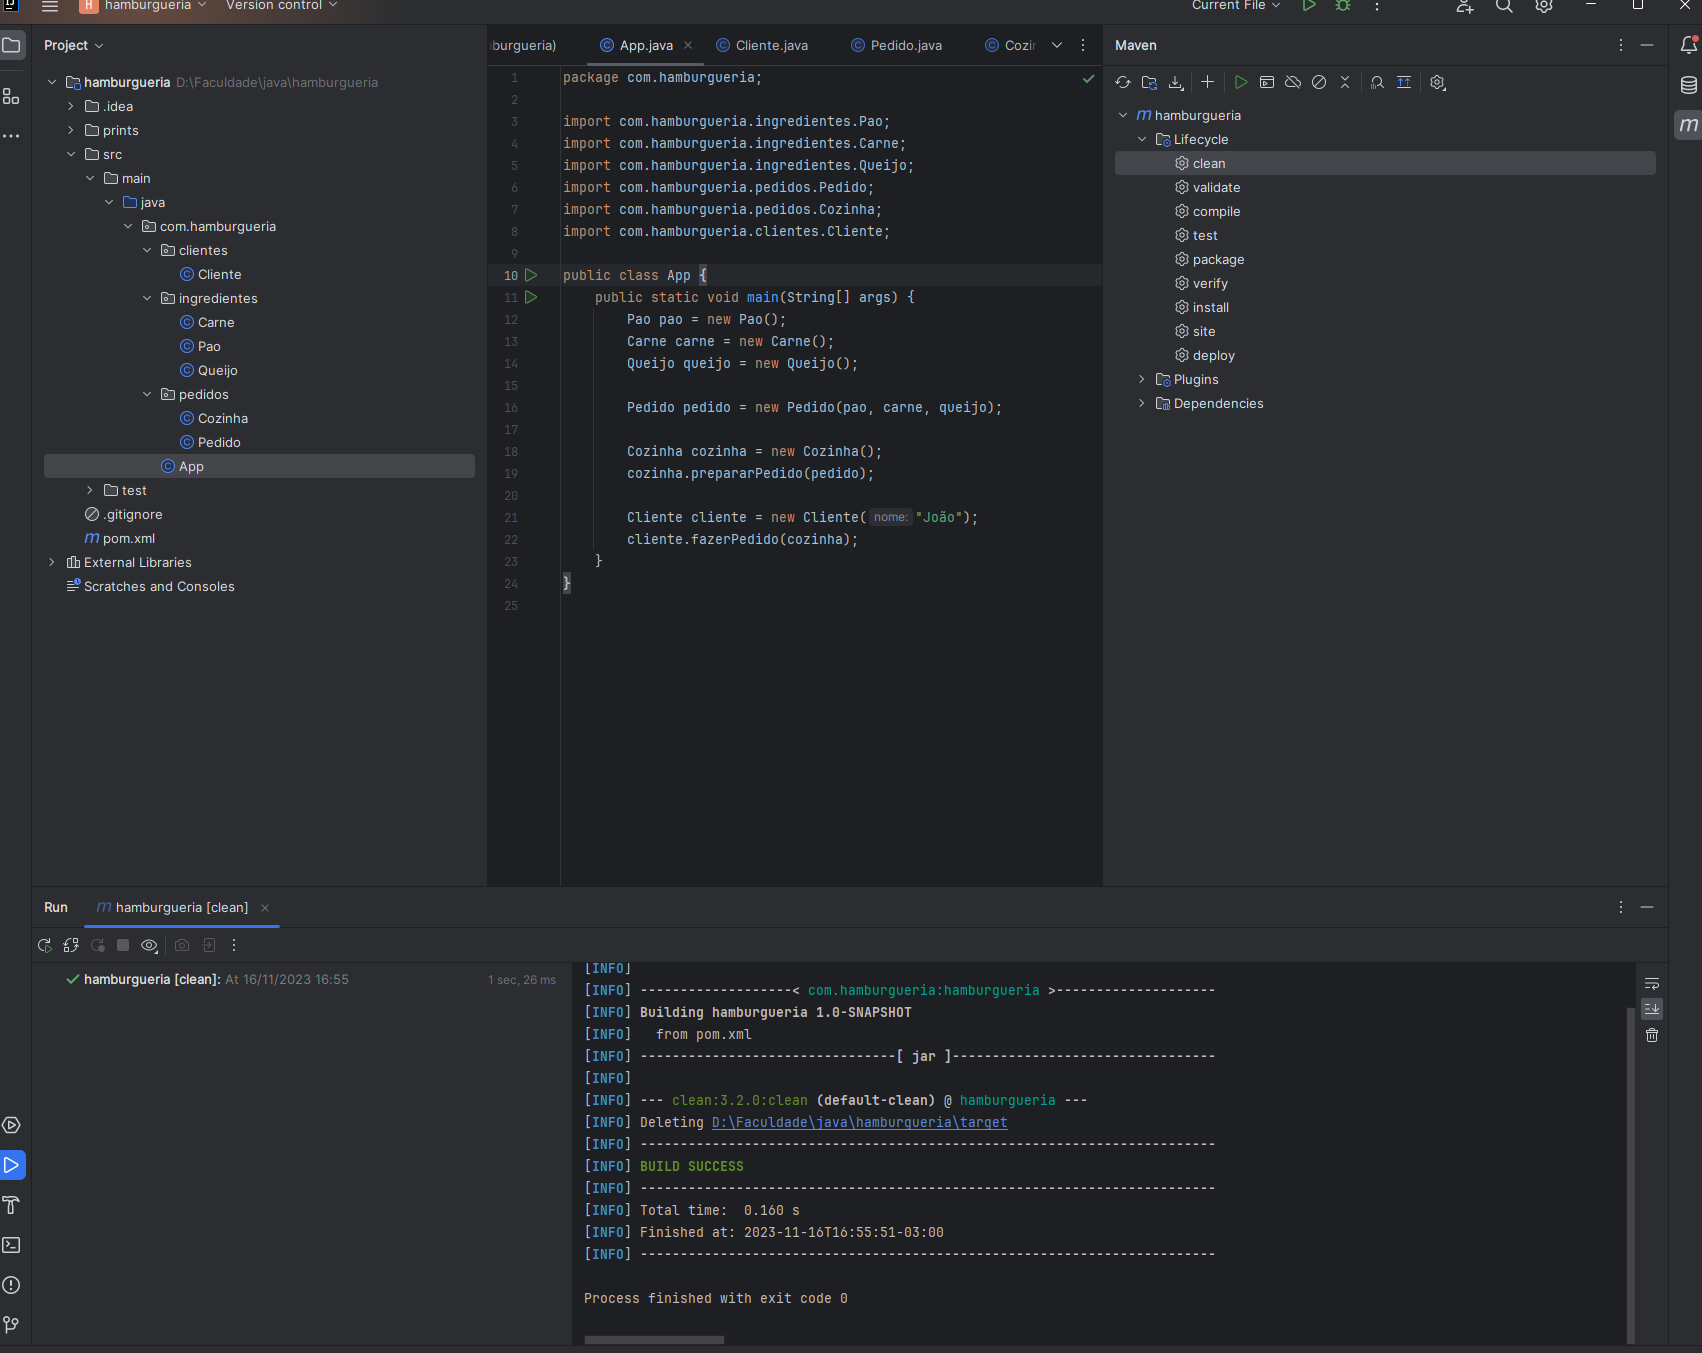 H hamburgueria Version control Current File
Project
hamburgueria D:\Faculdade\java\hamburgueria
.idea
prints
src
main
java
com.hamburgueria
clientes
Cliente
ingredientes
Carne
Pao
Queijo
pedidos
Cozinha
Pedido
App
test
.gitignore
pom.xml
External Libraries
Scratches and Consoles
burgueria) App.java Cliente.java Pedido.java Cozir
1 package com.hamburgueria;
2
3 import com.hamburgueria.ingredientes.Pao;
4 import com.hamburgueria.ingredientes.Carne;
5 import com.hamburgueria.ingredientes.Queijo;
6 import com.hamburgueria.pedidos.Pedido;
7 import com.hamburgueria.pedidos.Cozinha;
8 import com.hamburgueria.clientes.Cliente;
9
10 public class App {
11 public static void main(String[] args) {
12 Pao pao = new Pao();
13 Carne carne = new Carne();
14 Queijo queijo = new Queijo();
15
16 Pedido pedido = new Pedido(pao, carne, queijo);
17
18 Cozinha cozinha = new Cozinha();
19 cozinha.prepararPedido(pedido);
20
21 Cliente cliente = new Cliente( nome: "João");
22 cliente.fazerPedido(cozinha);
23 }
24 }
25
Maven
hamburgueria
Lifecycle
clean
validate
compile
test
package
verify
install
site
deploy
Plugins
Dependencies
Run hamburgueria [clean]
hamburgueria [clean]: At 16/11/2023 16:55 1 sec, 26 ms
[INFO]
[INFO] -------------------< com.hamburgueria:hamburgueria >--------------------
[INFO] Building hamburgueria 1.0-SNAPSHOT
[INFO] from pom.xml
[INFO] --------------------------------[ jar ]---------------------------------
[INFO]
[INFO] --- clean:3.2.0:clean (default-clean) @ hamburgueria ---
[INFO] Deleting D:\Faculdade\java\hamburgueria\target
[INFO] ------------------------------------------------------------------------
[INFO] BUILD SUCCESS
[INFO] ------------------------------------------------------------------------
[INFO] Total time: 0.160 s
[INFO] Finished at: 2023-11-16T16:55:51-03:00
[INFO] ------------------------------------------------------------------------
Process finished with exit code 0